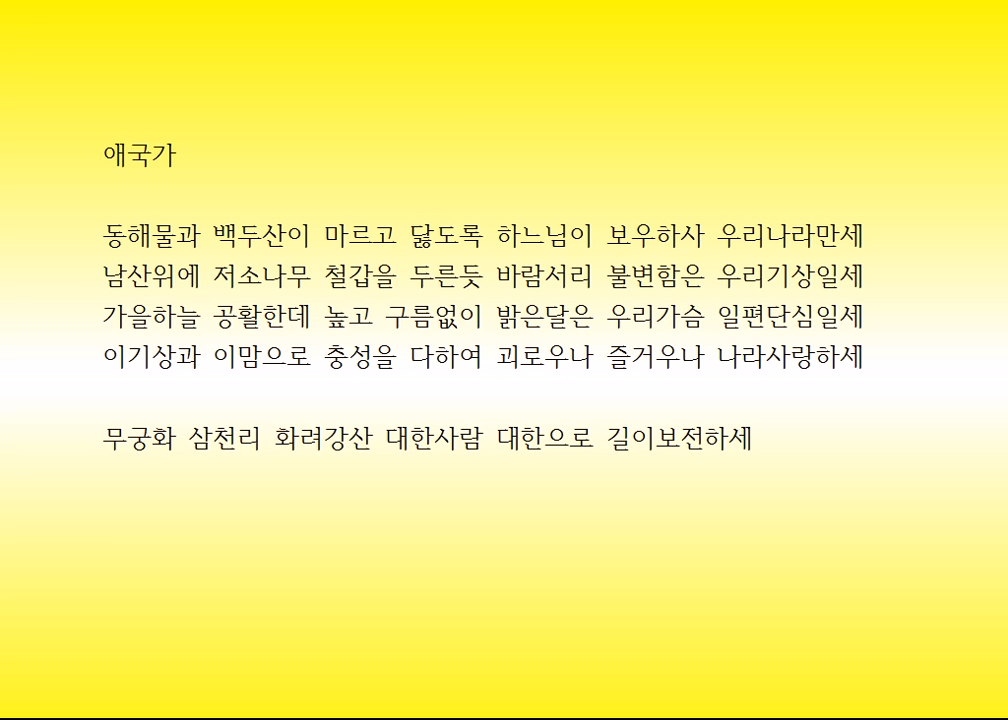 애국가
동해물과 백두산이 마르고 닳도록 하느님이 보우하사 우리나라만세
남산위에 저소나무 철갑을 두른듯 바람서리 불변함은 우리기상일세
가을하늘 공활한데 높고 구름없이 밝은달은 우리가슴 일편단심일세
이기상과 이맘으로 충성을 다하여 괴로우나 즐거우나 나라사랑하세
무궁화 삼천리 화려강산 대한사람 대한으로 길이보전하세